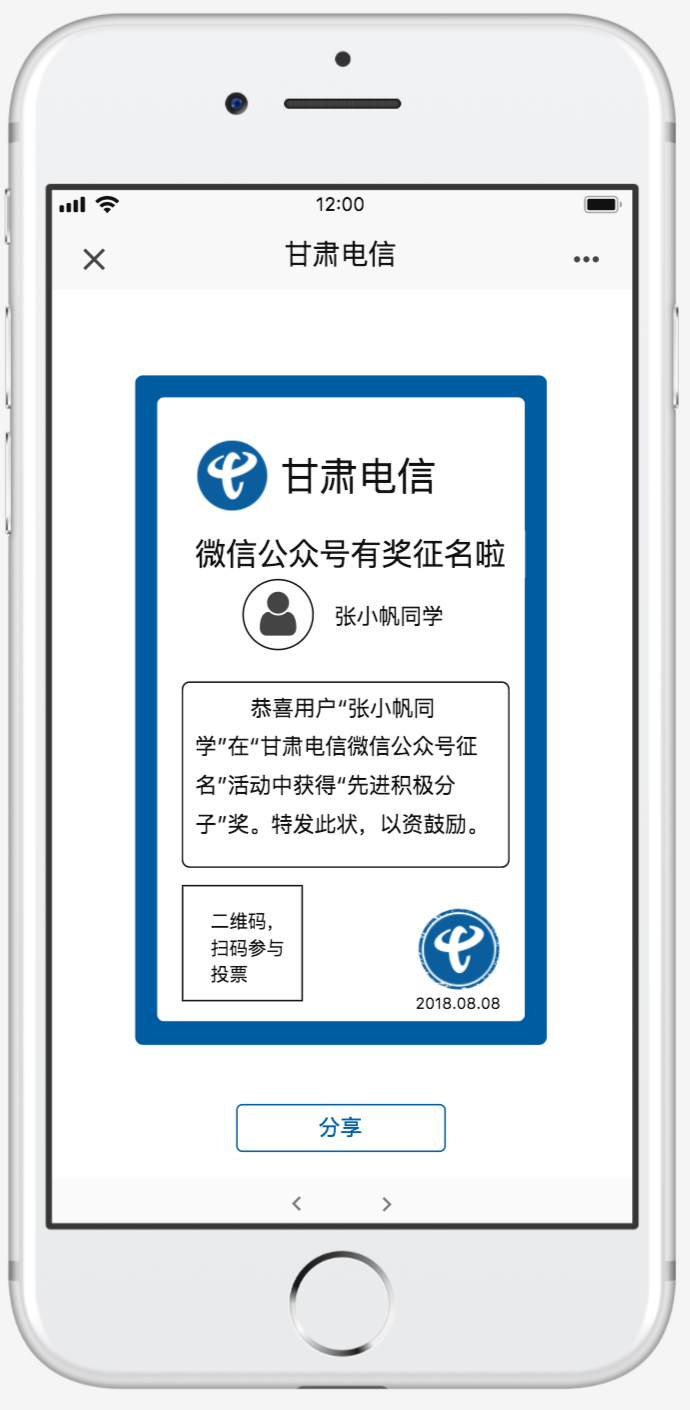 12:00
甘肃电信
甘肃电信
微信公众号有奖征名啦
张小帆同学
恭喜用户“张小帆同
学”在“甘肃电信微信公众号征
名”活动中获得“先进积极分
子”奖。特发此状，以资鼓励。
二维码，
扫码参与
投票
2018.08.08
分享